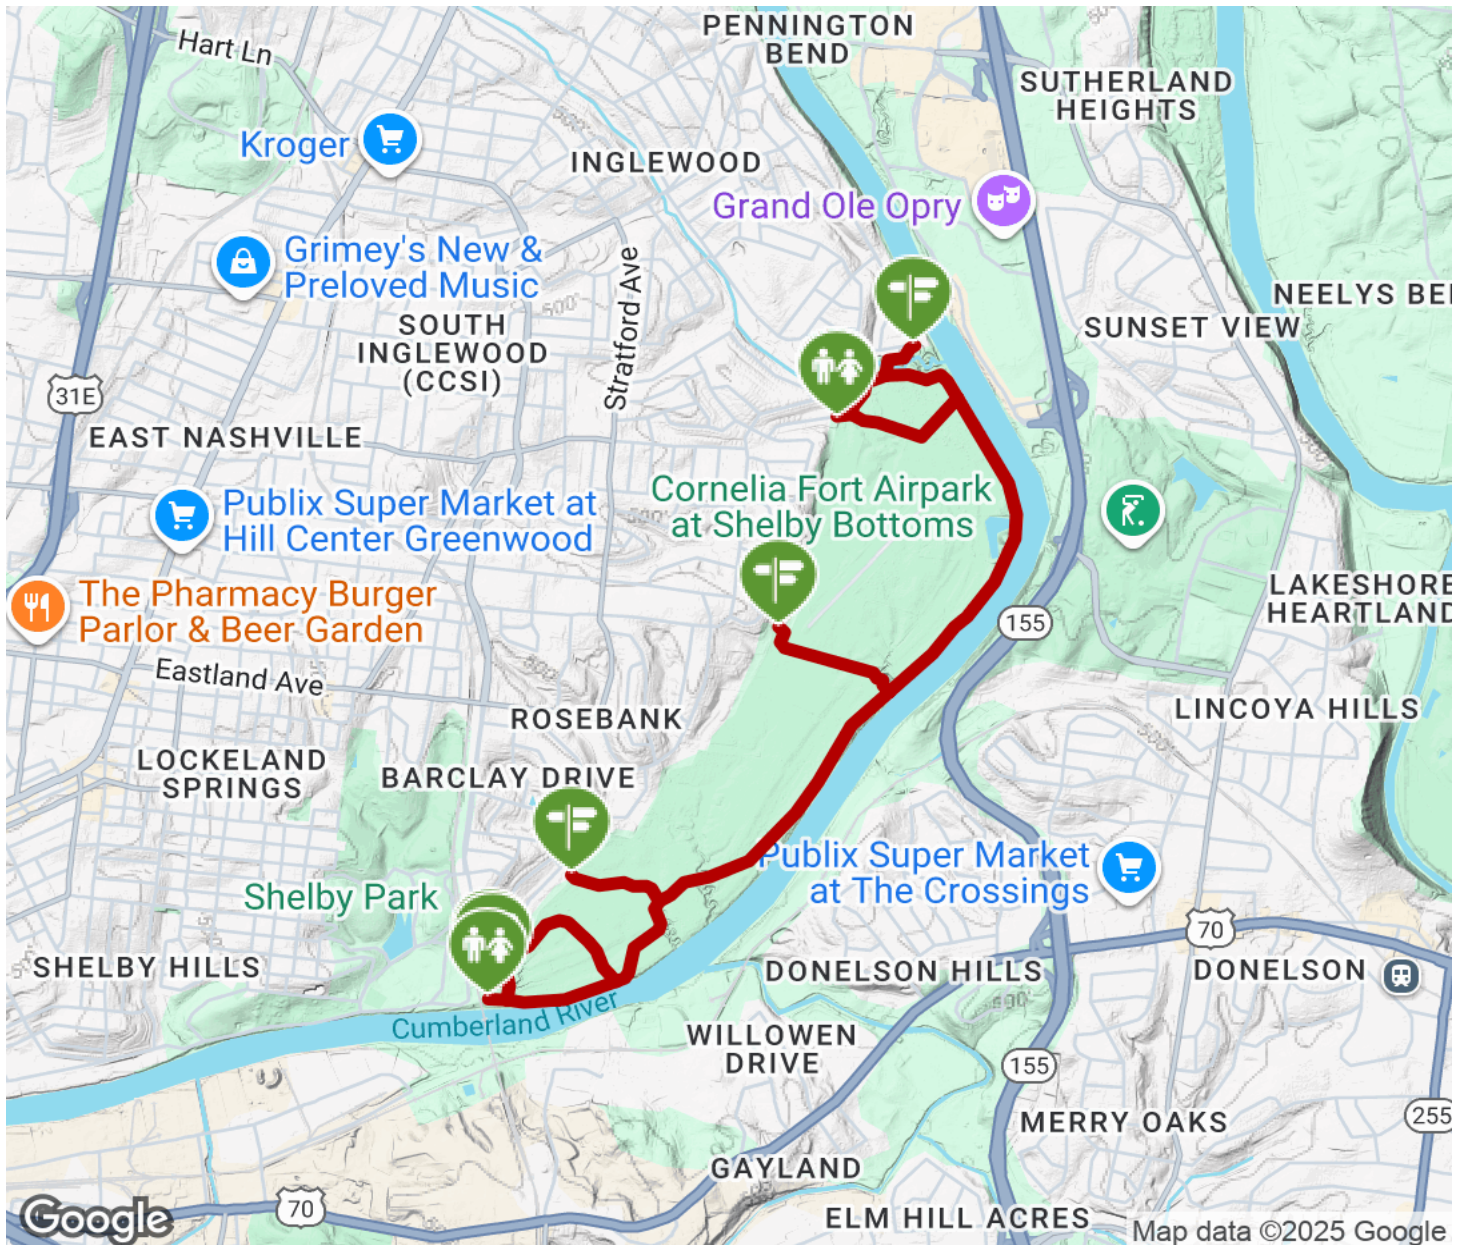 PENNINGTON
BEND
Hart Ln
SUTHERLAND
HEIGHTS
Kroger
INGLEWOOD
Grand Ole Opry
Grimey's New &
Preloved Music
500'
NEELYS BE
SOUTH
INGLEWOOD
(CCSI)
SUNSET VIEW
Stratford Ave
31E
EAST NASHVILLE
Cornelia Fort Airpark
at Shelby Bottoms
Publix Super Market at
Hill Center Greenwood
The Pharmacy Burger
Parlor & Beer Garden
LAKESHORE
HEARTLAND
155
Eastland Ave
ROSEBANK
LINCOYA HILLS
LOCKELAND
SPRINGS
BARCLAY DRIVE
Publix Super Market
at The Crossings
Shelby Park
70
SHELBY HILLS
DONELSON HILLS
DONELSON
Cumberland River
WILLOWEN
DRIVE
155
MERRY OAKS
255
GAYLAND
70
ELM HILL ACRES
Google
Map data ©2025 Google